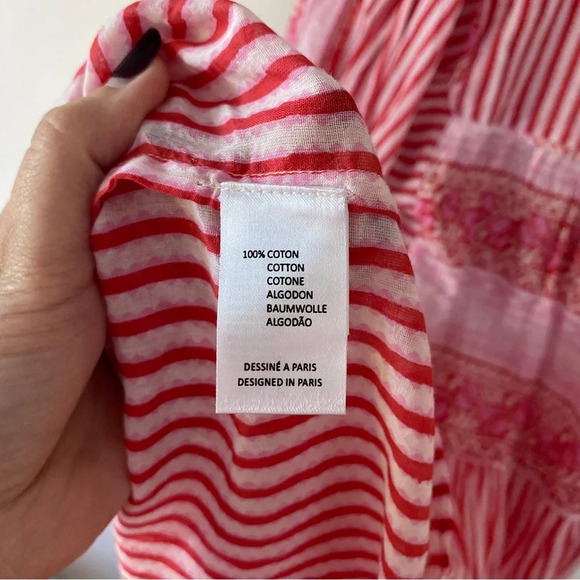 100% COTON
COTTON
COTONE
ALGODON
BAUMWOLLE
ALGODÃO
DESSINÉ A PARIS
DESIGNED IN PARIS